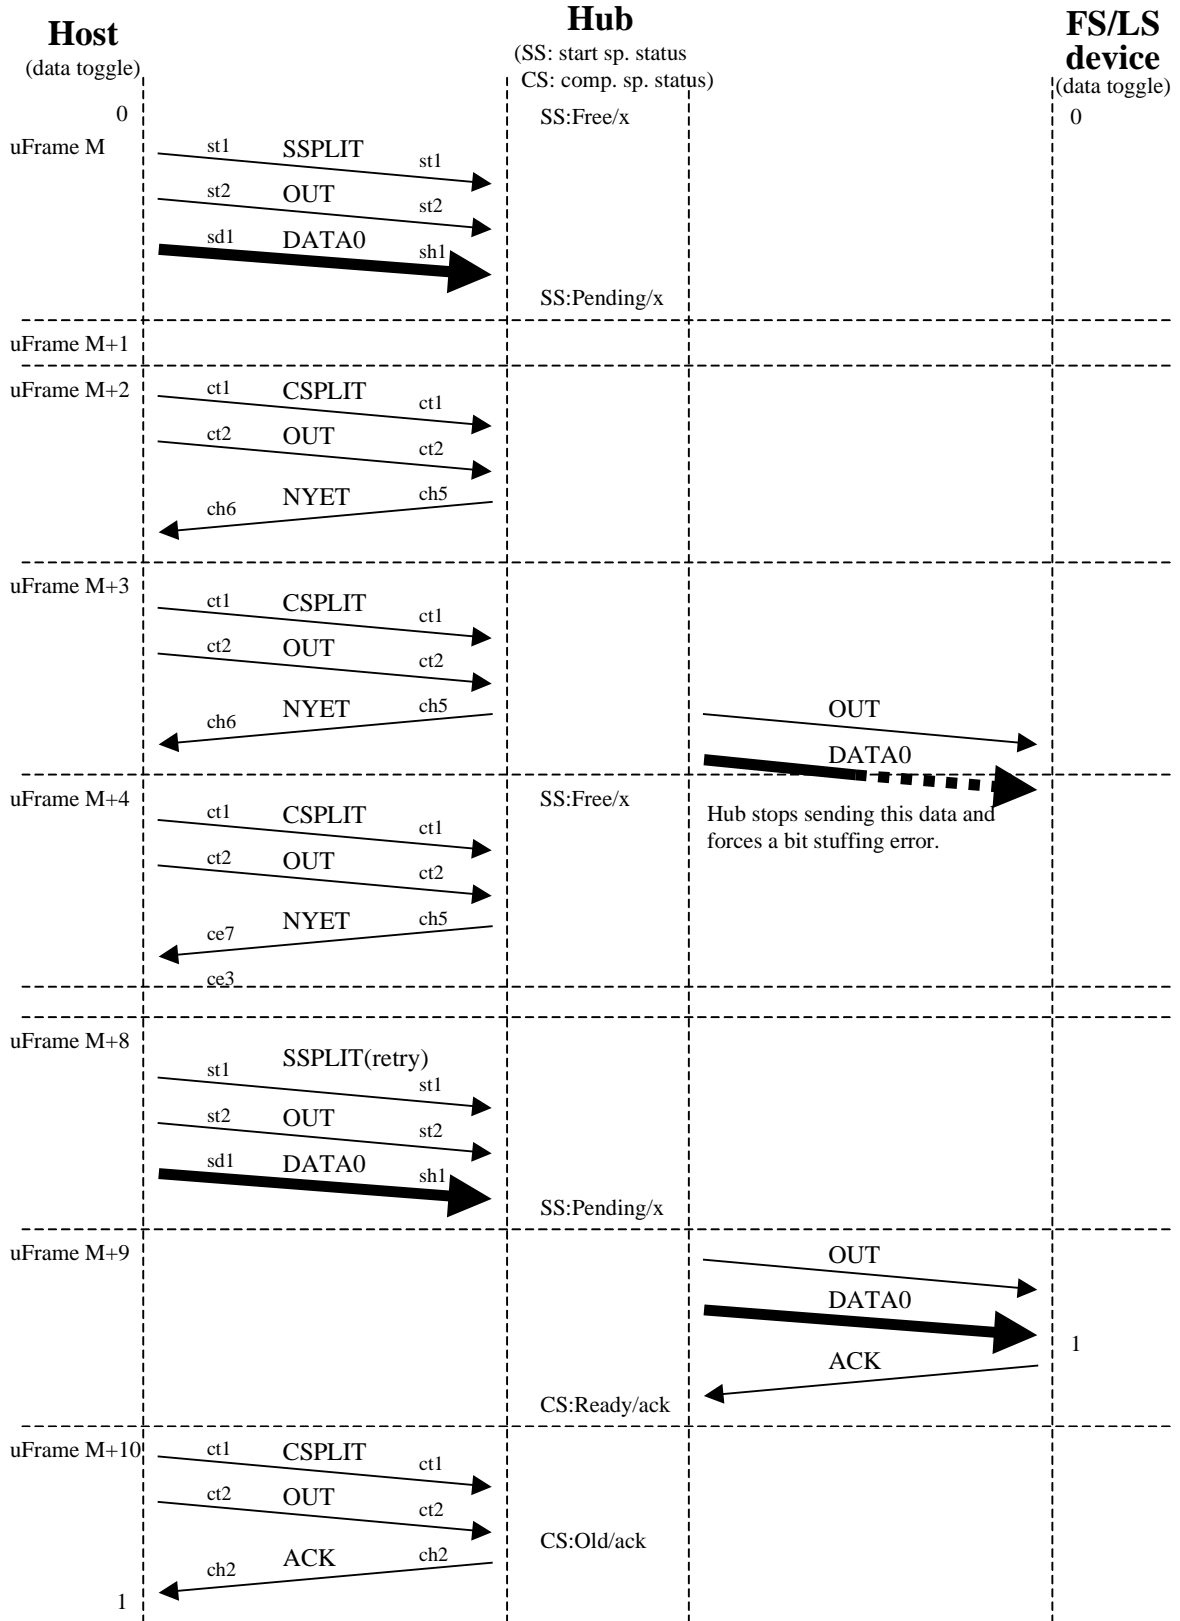 Host
(data toggle)
Hub
(SS: start sp. status
CS: comp. sp. status)
FS/LS
device
(data toggle)
0
SS:Free/x
0
uFrame M
st1 SSPLIT st1
st2 OUT st2
sd1 DATA0 sh1
SS:Pending/x
uFrame M+1
uFrame M+2
ct1 CSPLIT ct1
ct2 OUT ct2
ch6 NYET ch5
uFrame M+3
ct1 CSPLIT ct1
ct2 OUT ct2
ch6 NYET ch5
OUT
DATA0
uFrame M+4
SS:Free/x
Hub stops sending this data and
forces a bit stuffing error.
ct1 CSPLIT ct1
ct2 OUT ct2
ce7 NYET ch5
ce3
uFrame M+8
SSPLIT(retry)
st1 st1
st2 OUT st2
sd1 DATA0 sh1
SS:Pending/x
uFrame M+9
OUT
DATA0
1
ACK
CS:Ready/ack
uFrame M+10
ct1 CSPLIT ct1
ct2 OUT ct2
CS:Old/ack
ch2 ACK ch2
1